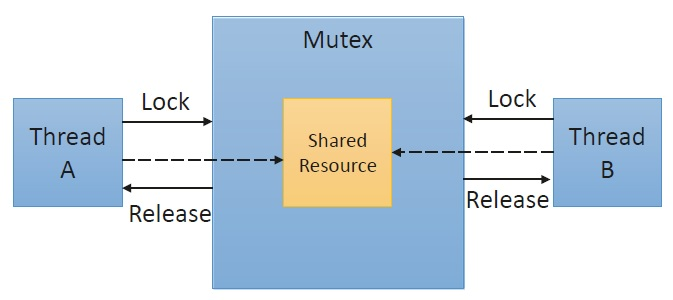 Mutex
Lock
Lock
Thread
A
Shared
Resource
Thread
B
Release
Release